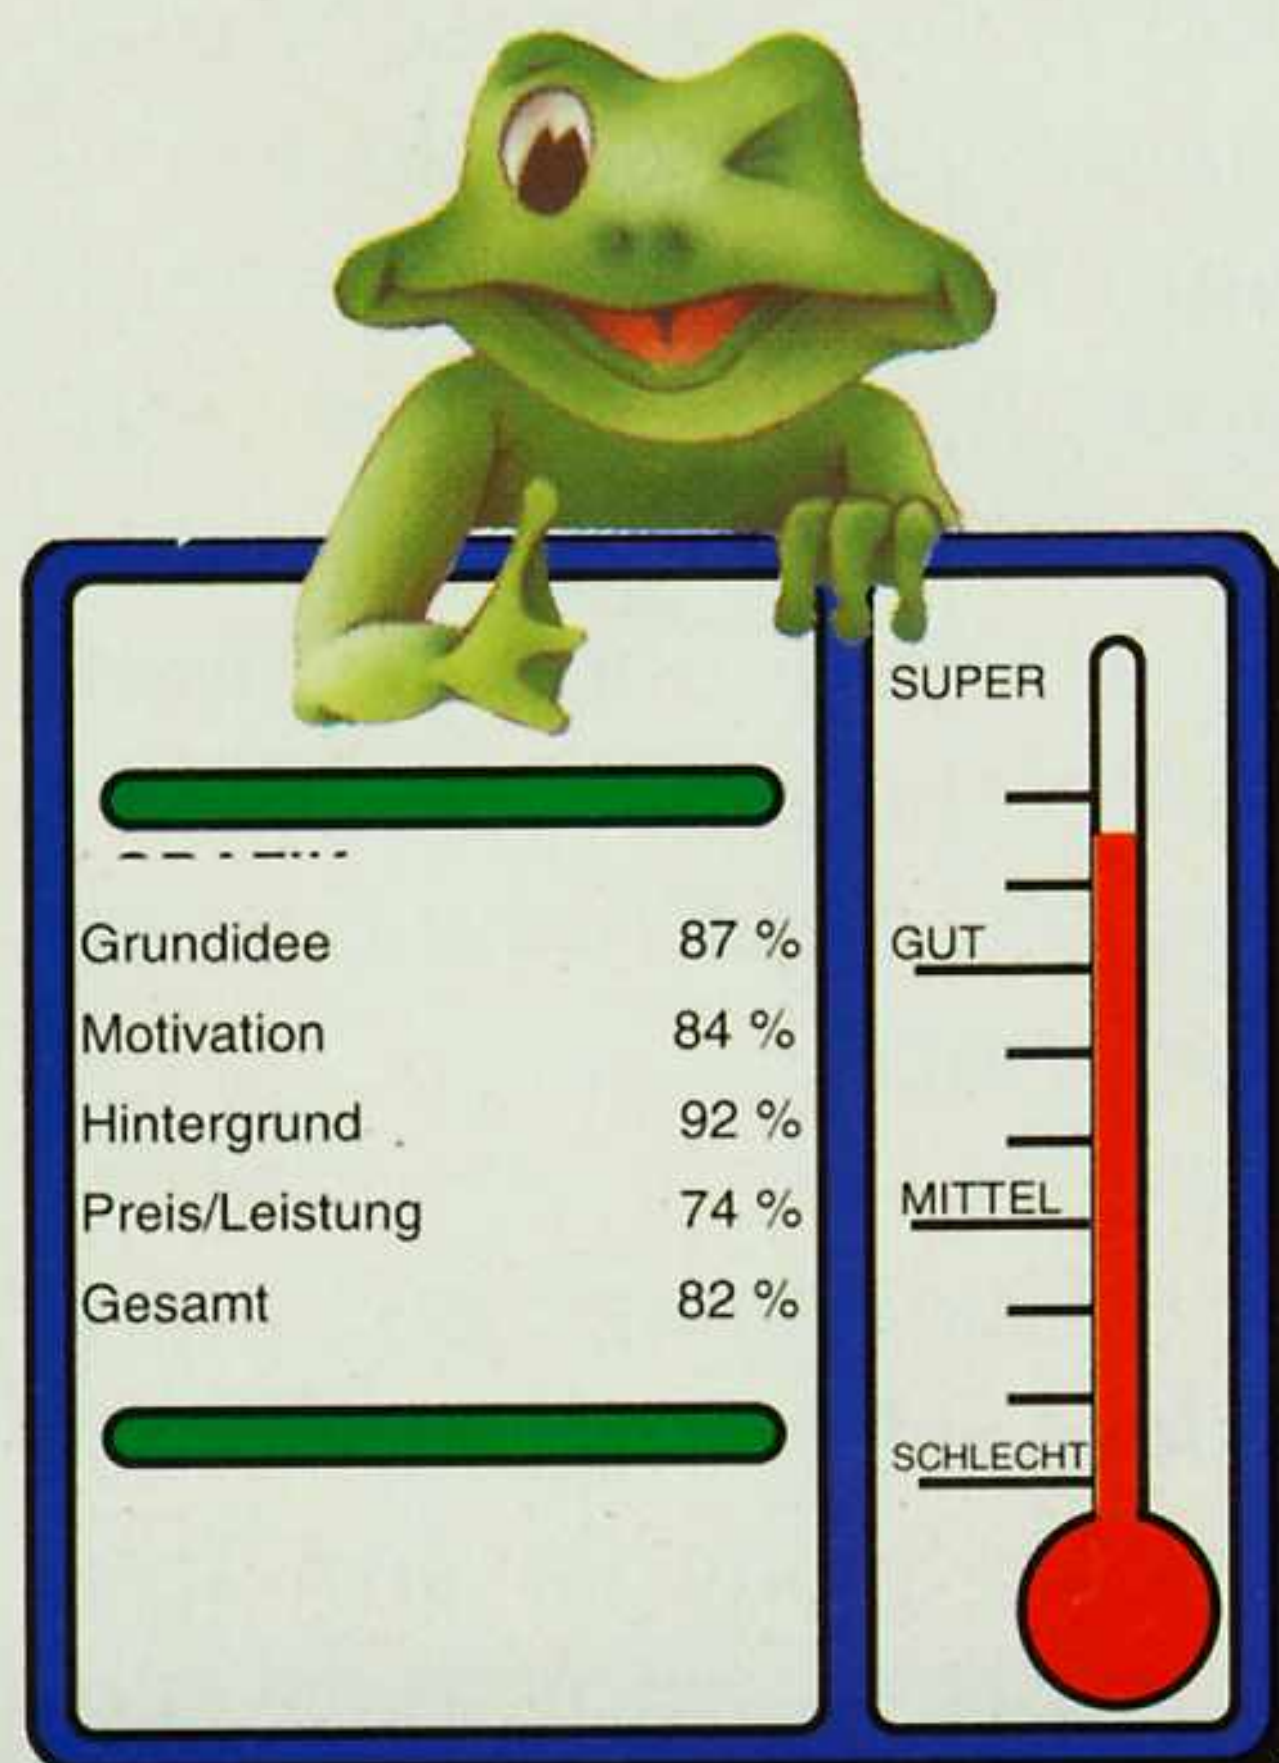 Grundidee 87 %
Motivation 84 %
Hintergrund 92 %
Preis/Leistung 74 %
Gesamt 82 %
SUPER
GUT
MITTEL
SCHLECHT